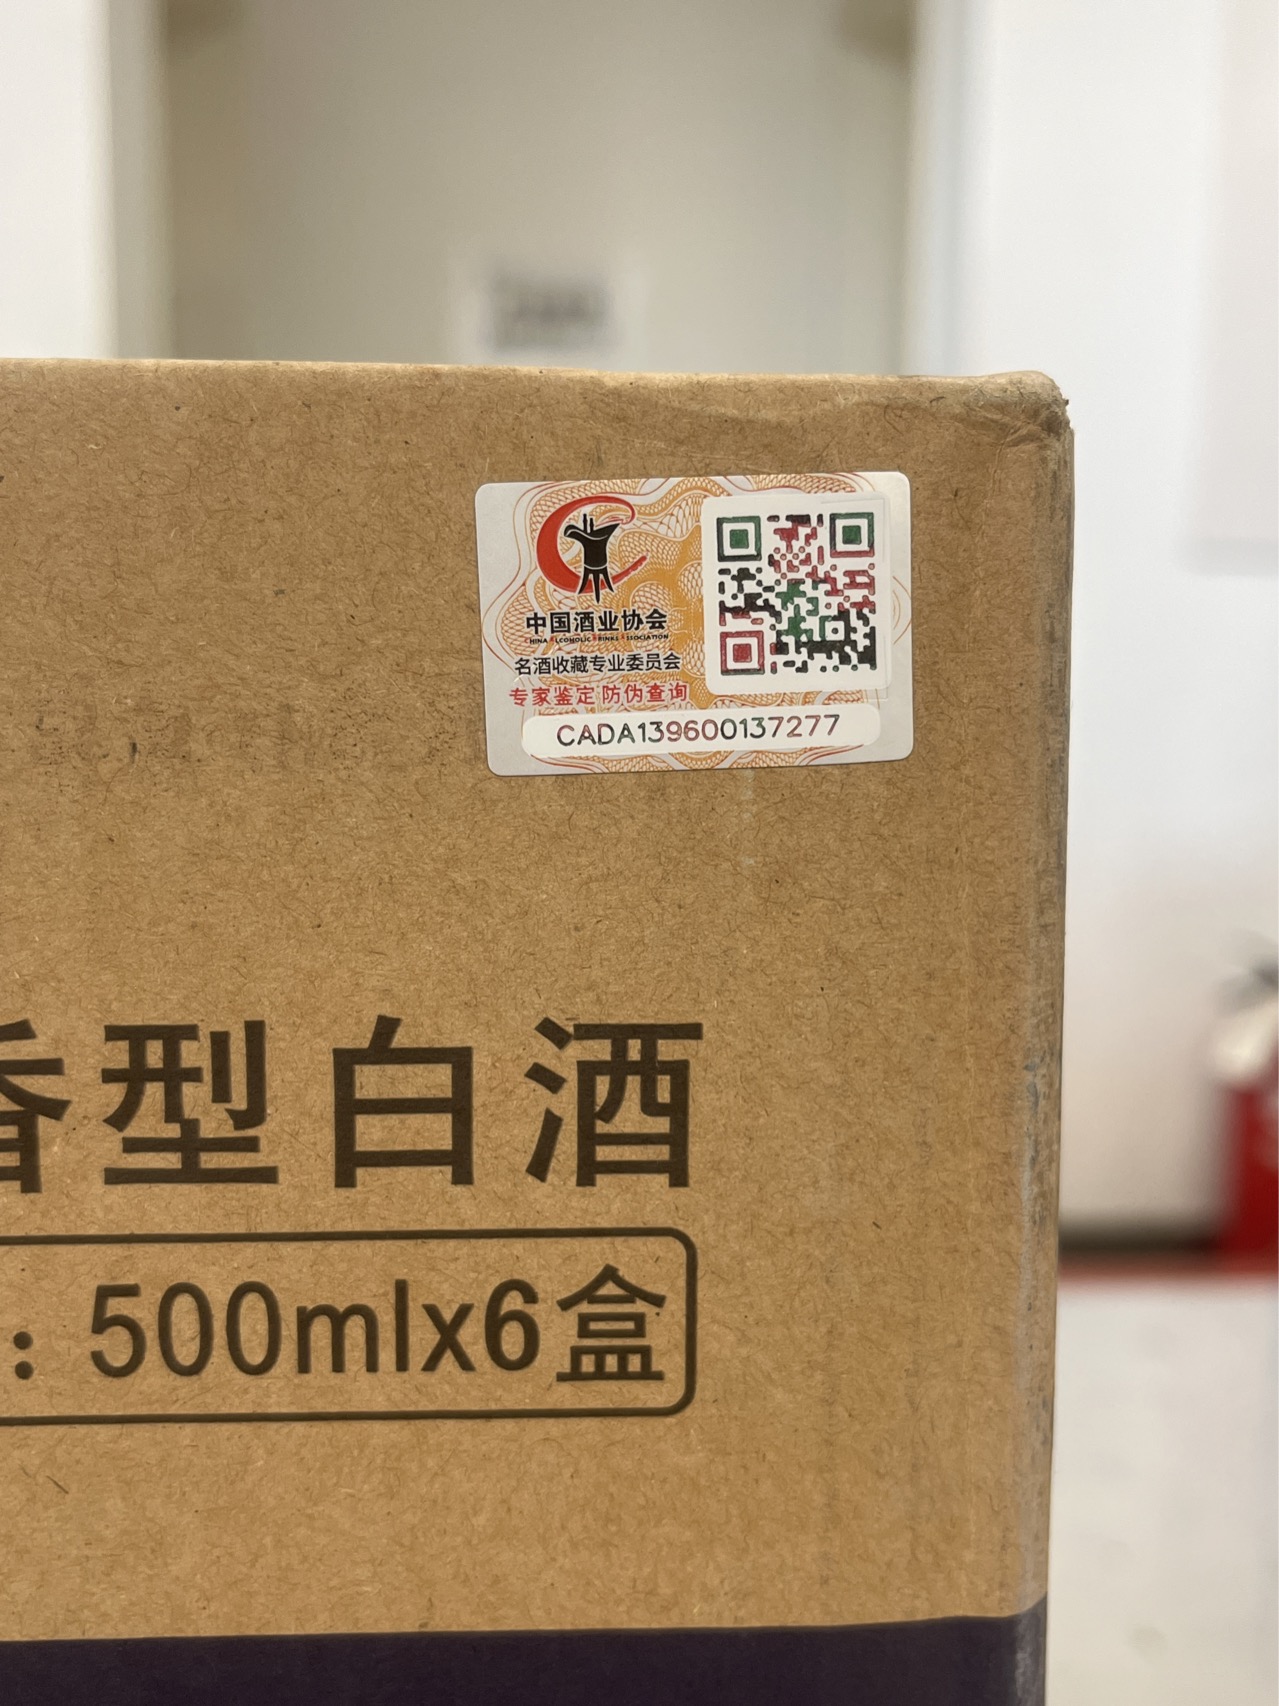 中国酒业协会
CHINA ALCOHOLIC DRINKS ASSOCIATION
名酒收藏专业委员会
专家鉴定 防伪查询
CADA139600137277
香型白酒
：500mlx6盒